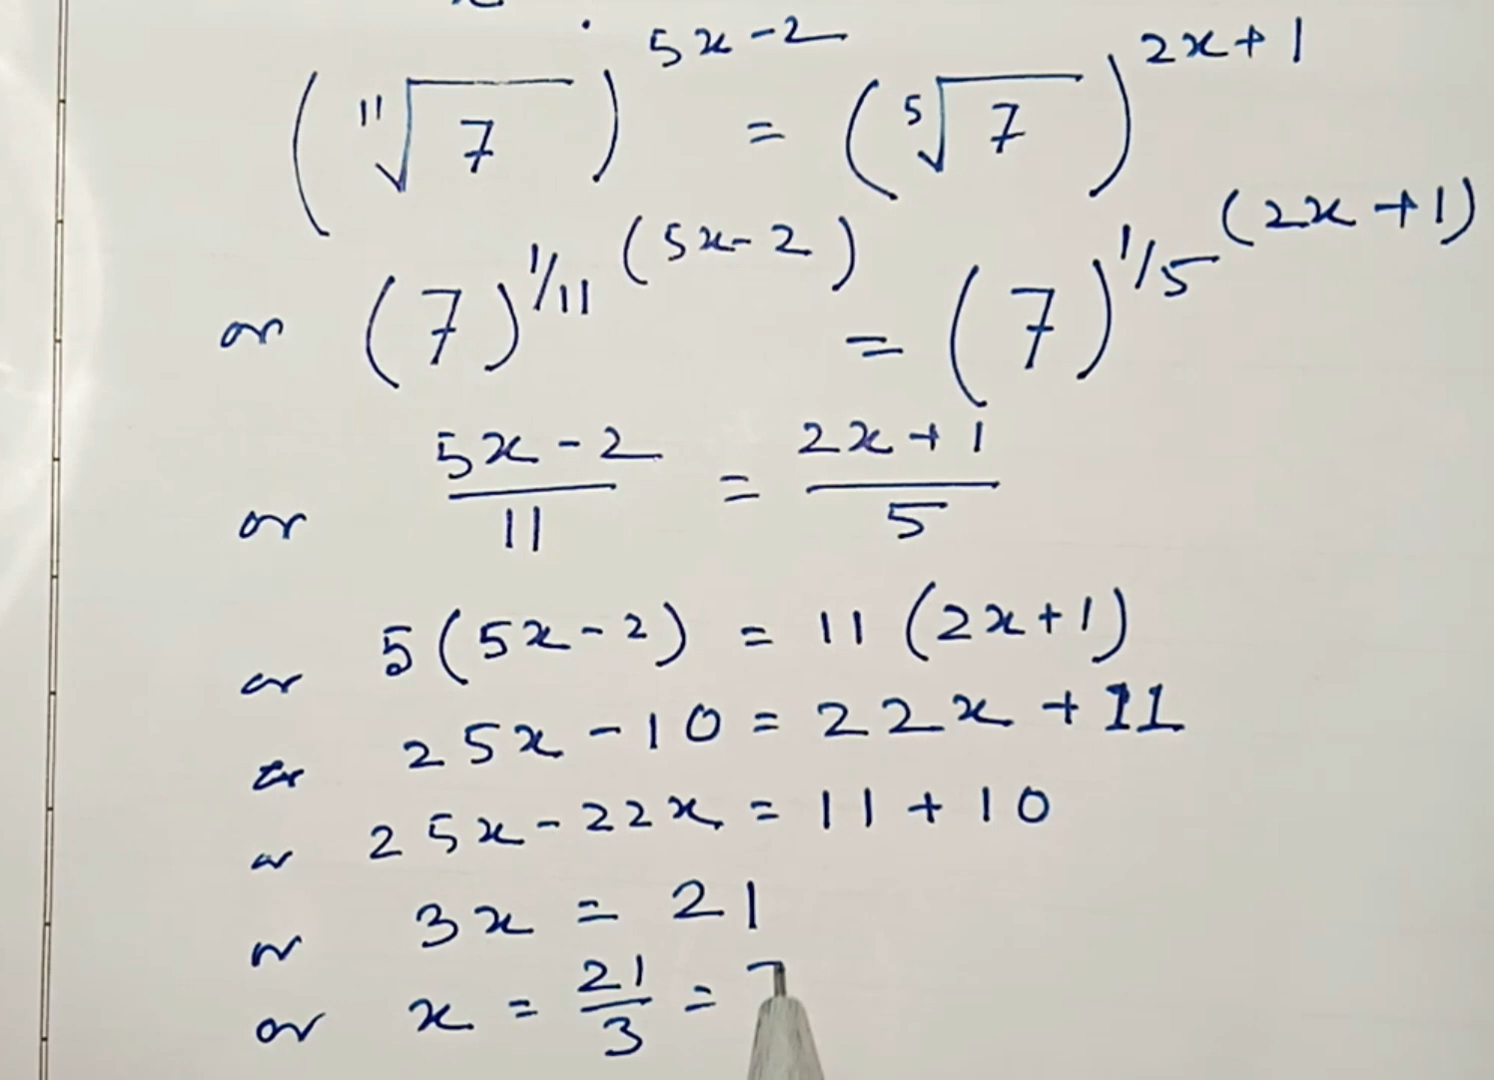 (¹¹√7)^5x-2 = (⁵√7)^2x+1
or (7)^1/11 (5x-2) = (7)^1/5 (2x+1)
or 5x-2/11 = 2x+1/5
or 5(5x-2) = 11(2x+1)
or 25x-10 = 22x+11
or 25x-22x = 11+10
or 3x = 21
or x = 21/3 = 7